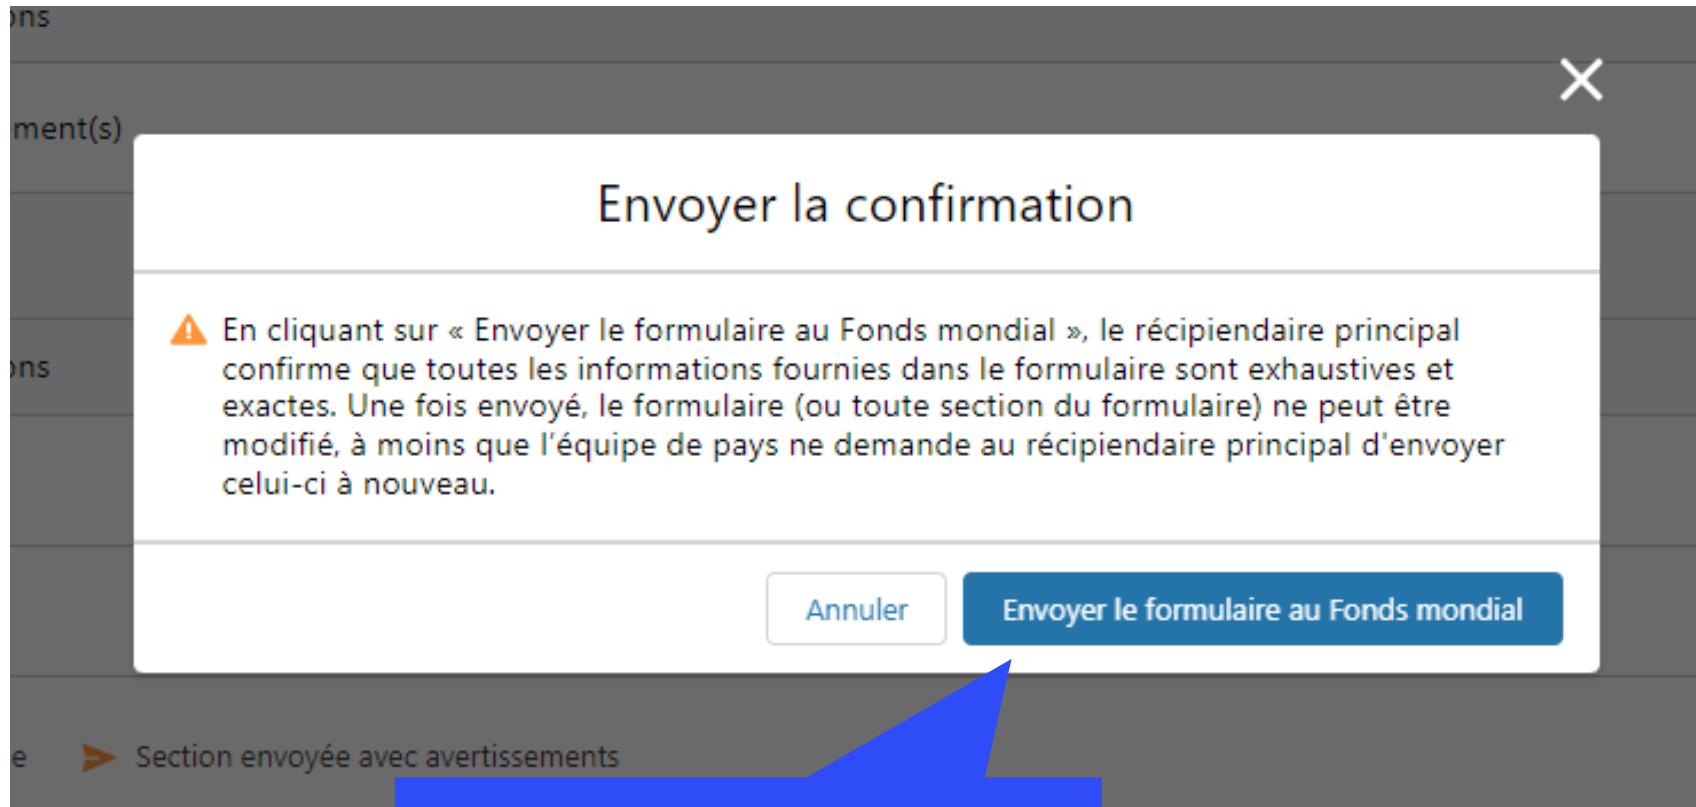 ons
ment(s)
Envoyer la confirmation
En cliquant sur « Envoyer le formulaire au Fonds mondial », le récipiendaire principal
confirme que toutes les informations fournies dans le formulaire sont exhaustives et
ons
exactes. Une fois envoyé, le formulaire (ou toute section du formulaire) ne peut être
modifié, à moins que l'équipe de pays ne demande au récipiendaire principal d'envoyer
celui-ci à nouveau.
Annuler Envoyer le formulaire au Fonds mondial
e Section envoyée avec avertissements